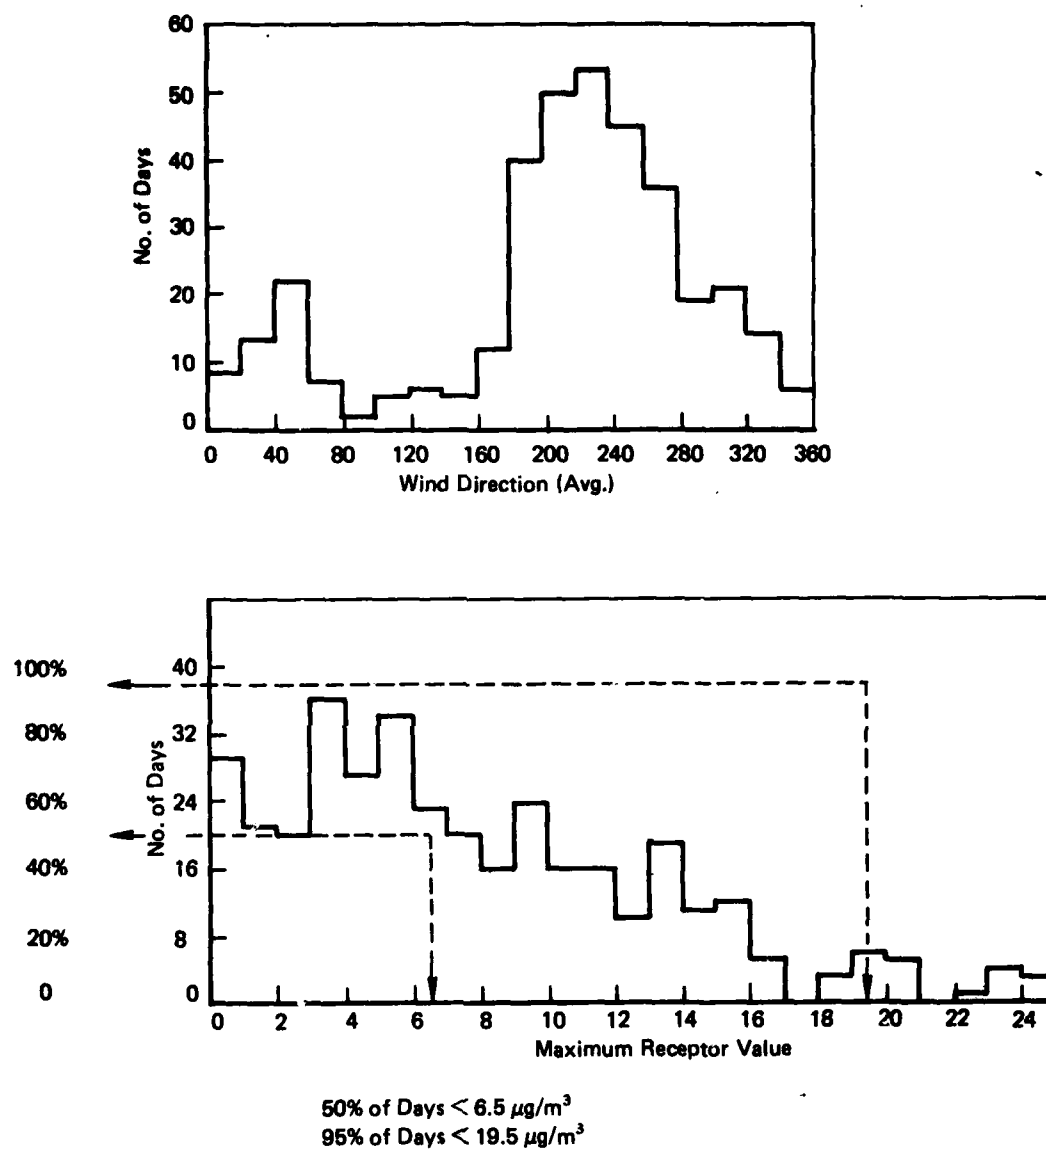 60
50
40
30
20
10
0
No. of Days
0 40 80 120 160 200 240 280 320 360
Wind Direction (Avg.)
100% 40
80% 32
60% 24
40% 16
20% 8
0 0
No. of Days
0 2 4 6 8 10 12 14 16 18 20 22 24
Maximum Receptor Value
50% of Days < 6.5 μg/m³
95% of Days < 19.5 μg/m³